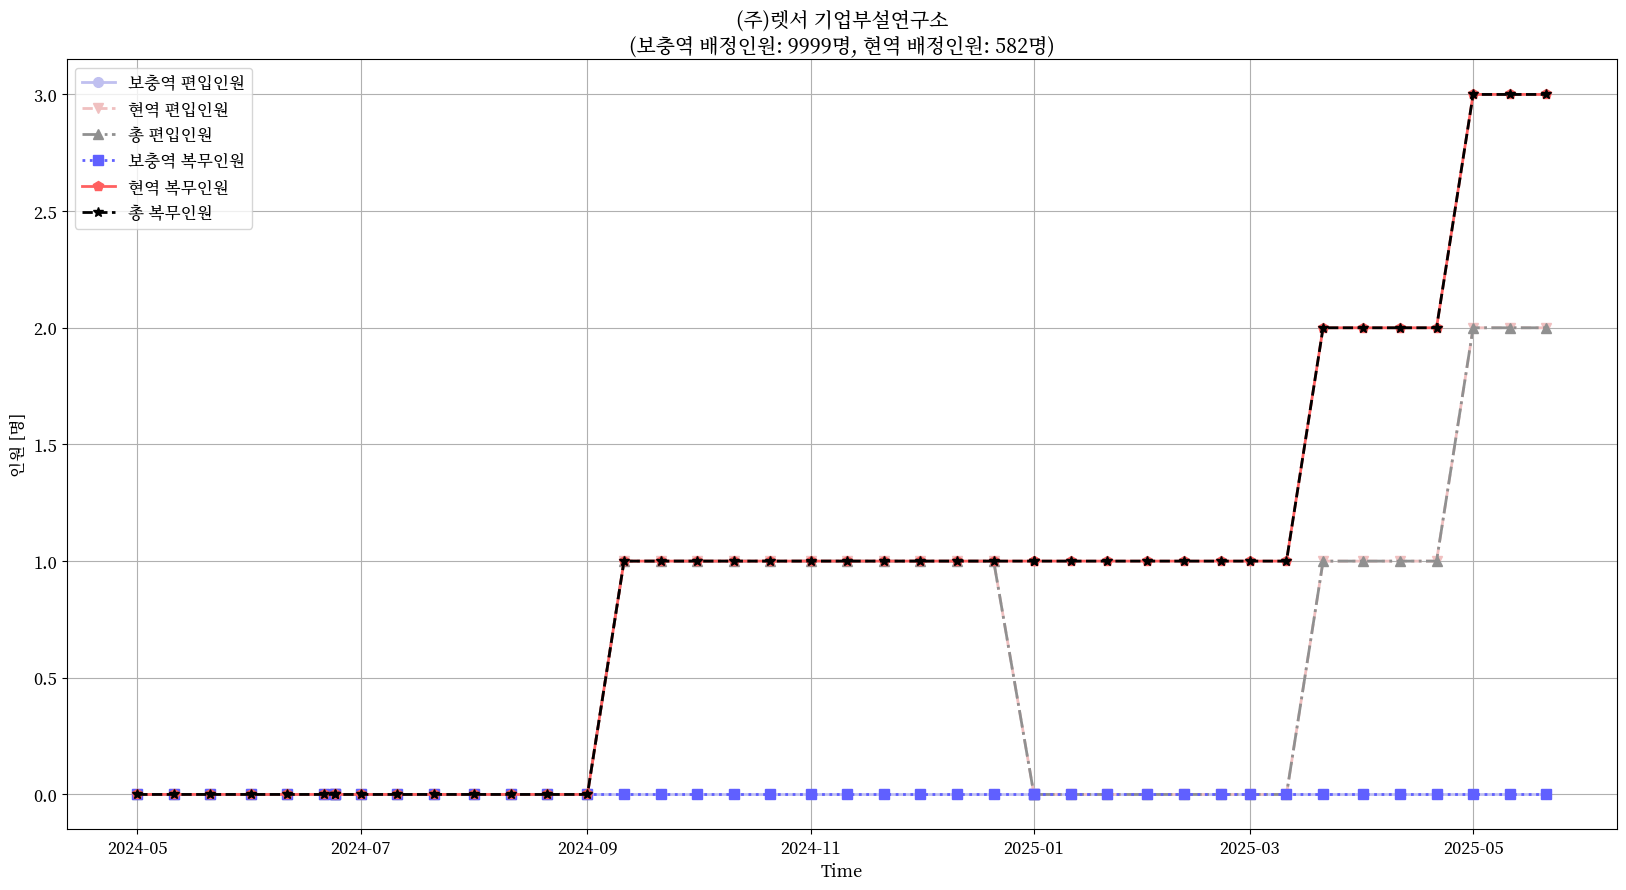 (주)렛서 기업부설연구소
(보충역 배정인원: 9999명, 현역 배정인원: 582명)
보충역 편입인원
현역 편입인원
총 편입인원
보충역 복무인원
현역 복무인원
총 복무인원
인원 [명]
3.0
2.5
2.0
1.5
1.0
0.5
0.0
2024-05
2024-07
2024-09
2024-11
2025-01
2025-03
2025-05
Time